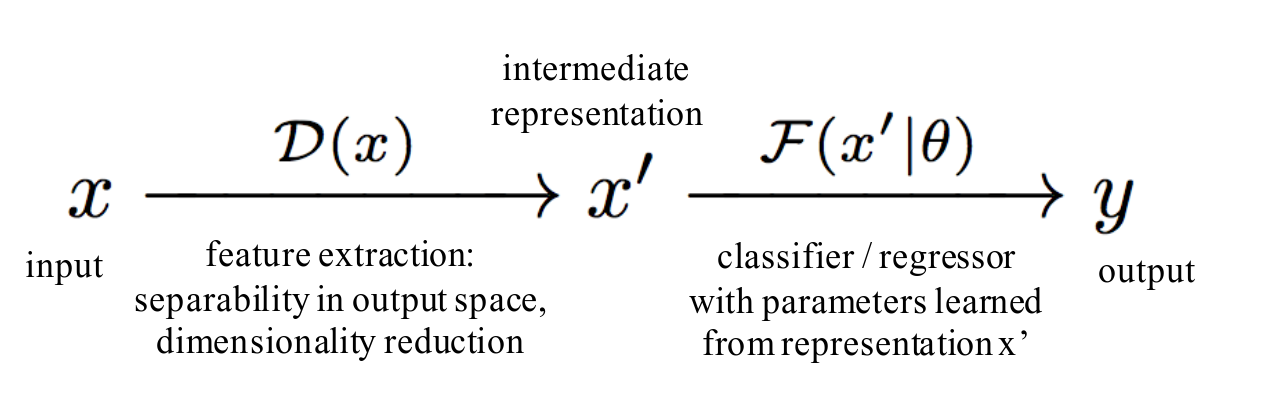 intermediate
representation
𝒟(x)
ℱ(x′|θ)
x
x′
y
input
feature extraction:
separability in output space,
dimensionality reduction
classifier / regressor
with parameters learned
from representation x’
output